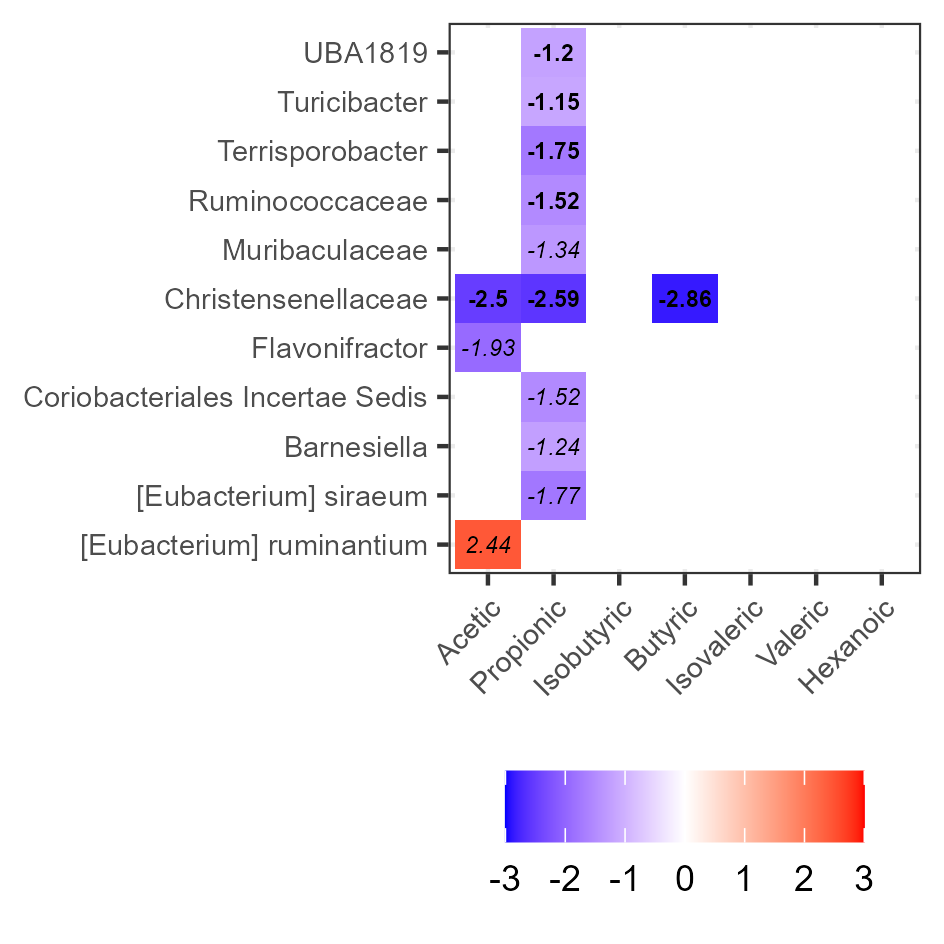 UBA1819 -1.2
Turicibacter -1.15
Terrisporobacter -1.75
Ruminococcaceae -1.52
Muribaculaceae -1.34
Christensenellaceae -2.5 -2.59 -2.86
Flavonifractor -1.93
Coriobacteriales Incertae Sedis -1.52
Barnesiella -1.24
[Eubacterium] siraeum -1.77
[Eubacterium] ruminantium 2.44
Acetic
Propionic
Isobutyric
Butyric
Isovaleric
Valeric
Hexanoic
-3 -2 -1 0 1 2 3